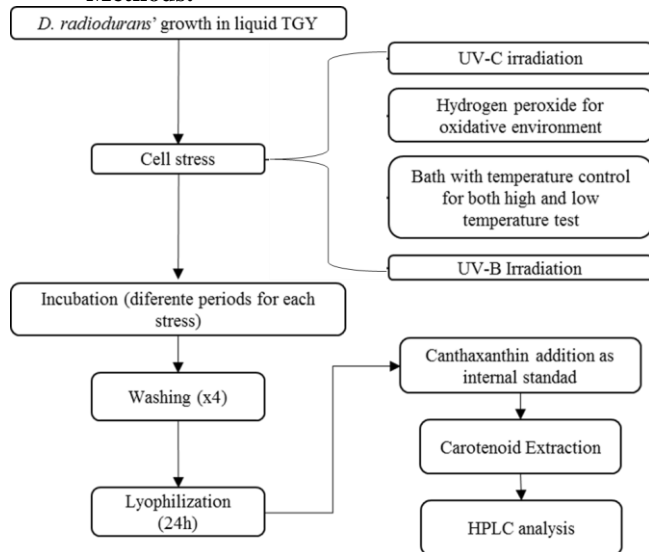 Methods:
D. radiodurans' growth in liquid TGY
Cell stress
UV-C irradiation
Hydrogen peroxide for
oxidative environment
Bath with temperature control
for both high and low
temperature test
UV-B Irradiation
Incubation (diferente periods for each
stress)
Washing (x4)
Lyophilization
(24h)
Canthaxanthin addition as
internal standad
Carotenoid Extraction
HPLC analysis